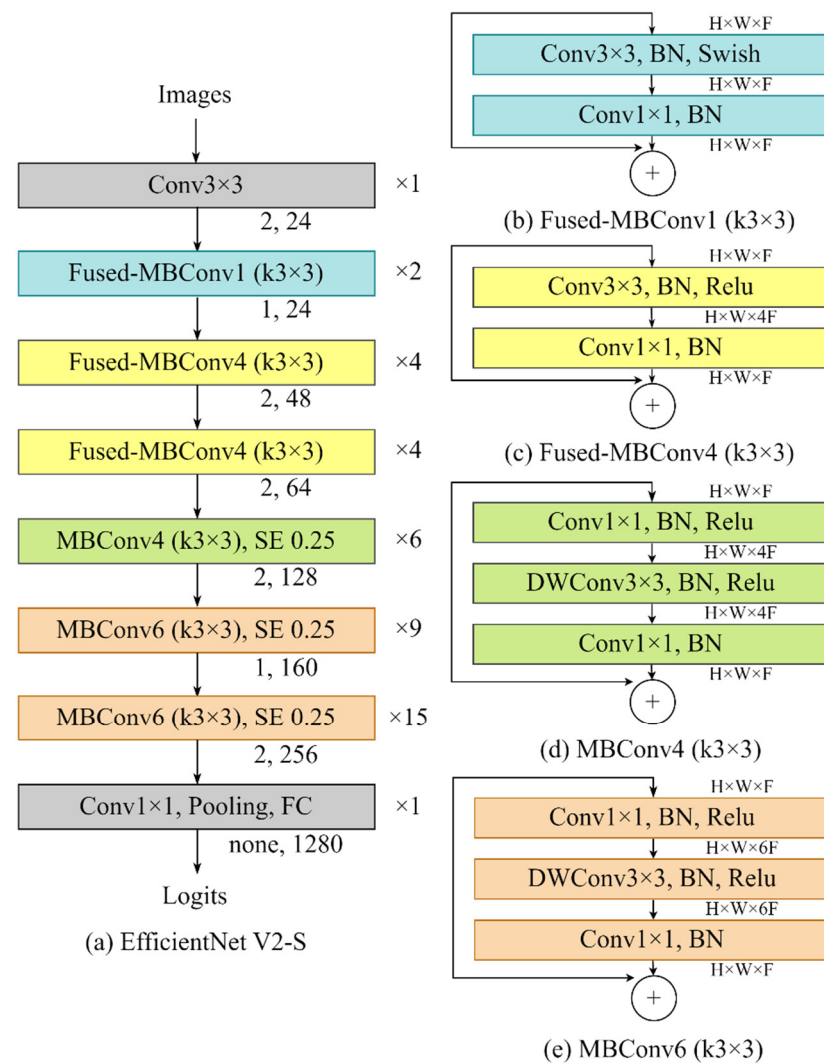 Images
Conv3×3
×1
2, 24
Fused-MBConv1 (k3×3)
×2
1, 24
Fused-MBConv4 (k3×3)
×4
2, 48
Fused-MBConv4 (k3×3)
×4
2, 64
MBConv4 (k3×3), SE 0.25
×6
2, 128
MBConv6 (k3×3), SE 0.25
×9
1, 160
MBConv6 (k3×3), SE 0.25
×15
2, 256
Conv1×1, Pooling, FC
×1
none, 1280
Logits
(a) EfficientNet V2-S
H×W×F
Conv3×3, BN, Swish
H×W×F
Conv1×1, BN
H×W×F
+
(b) Fused-MBConv1 (k3×3)
H×W×F
Conv3×3, BN, Relu
H×W×4F
Conv1×1, BN
H×W×F
+
(c) Fused-MBConv4 (k3×3)
H×W×F
Conv1×1, BN, Relu
H×W×4F
DWConv3×3, BN, Relu
H×W×4F
Conv1×1, BN
H×W×F
+
(d) MBConv4 (k3×3)
H×W×F
Conv1×1, BN, Relu
H×W×6F
DWConv3×3, BN, Relu
H×W×6F
Conv1×1, BN
H×W×F
+
(e) MBConv6 (k3×3)